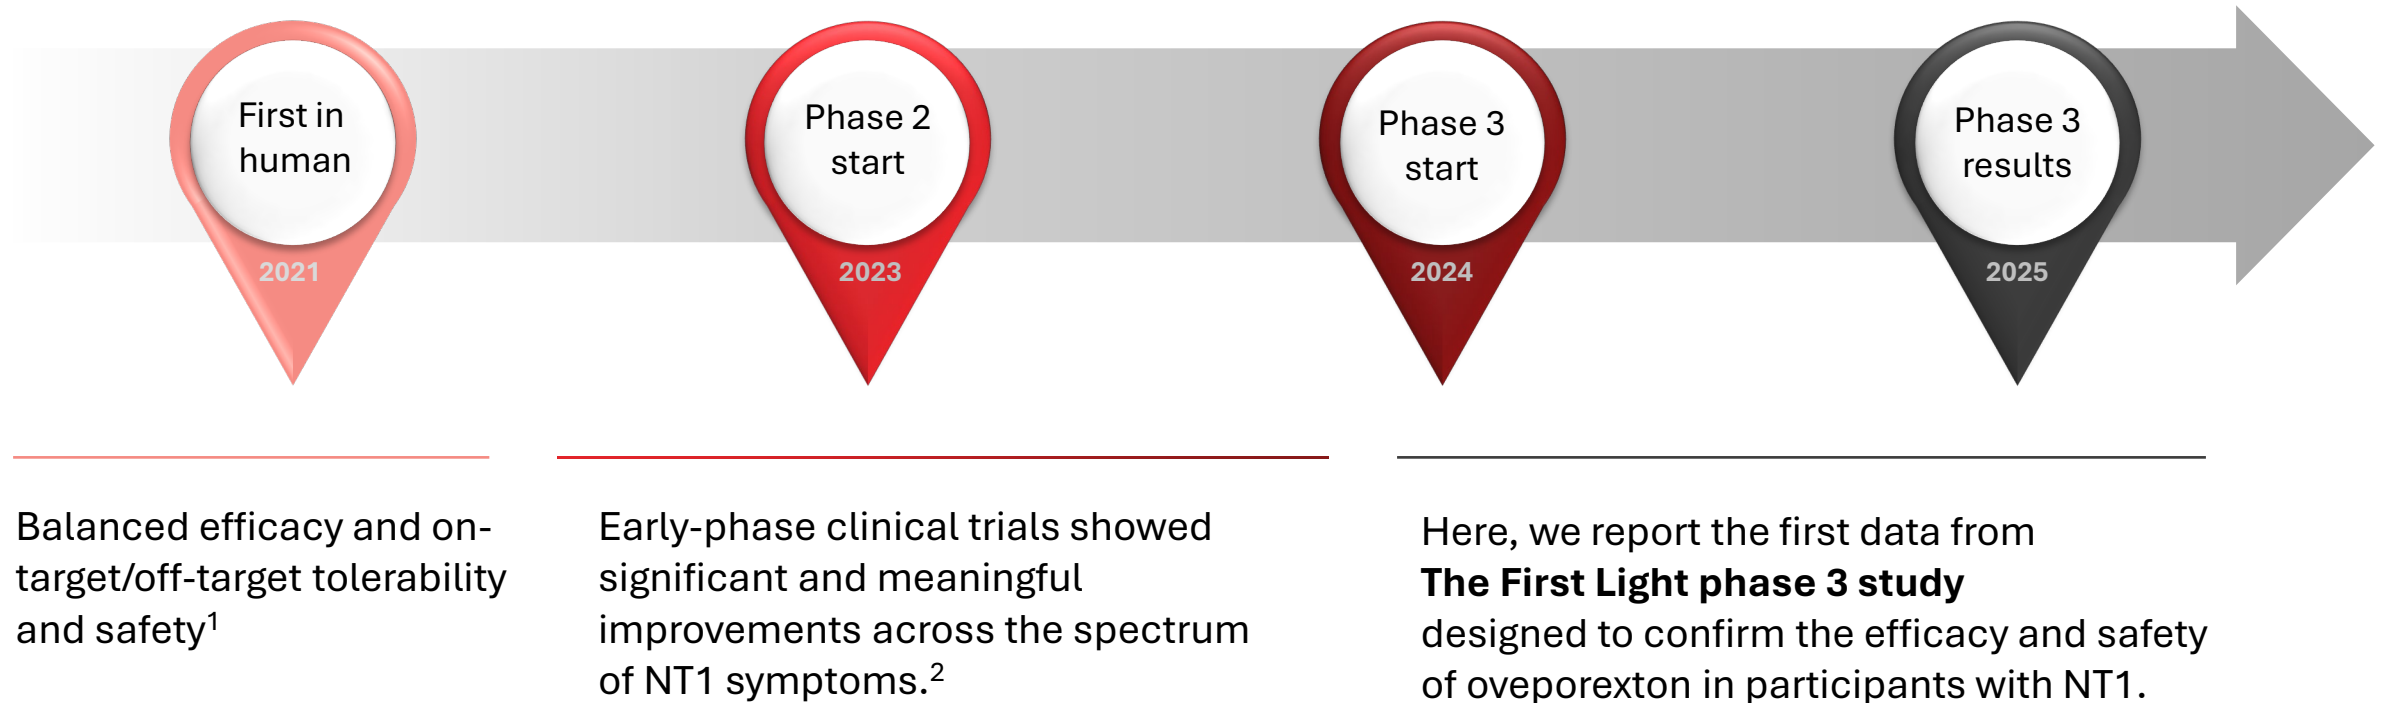 First in
human
2021
Phase 2
start
2023
Phase 3
start
2024
Phase 3
results
2025
Balanced efficacy and on-
target/off-target tolerability
and safety¹
Early-phase clinical trials showed
significant and meaningful
improvements across the spectrum
of NT1 symptoms.²
Here, we report the first data from
The First Light phase 3 study
designed to confirm the efficacy and safety
of oveporexton in participants with NT1.